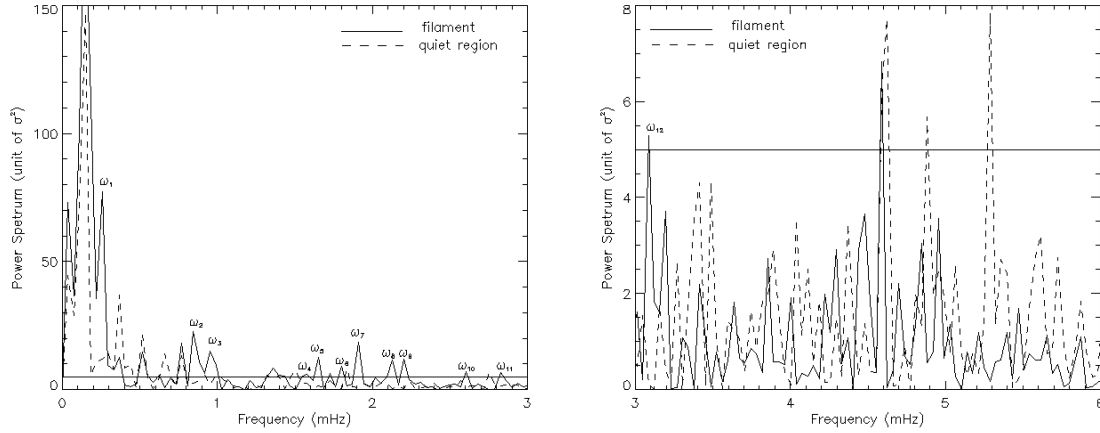 150
100
50
0
Power Spetrum (unit of σ²)
filament
quiet region
ω₁
ω₂
ω₃
ω₄
ω₅
ω₆
ω₇
ω₈
ω₉
ω₁₀
ω₁₁
0 1 2 3
Frequency (mHz)
8
6
4
2
0
Power Spetrum (unit of σ²)
filament
quiet region
ω₁₂
3 4 5 6
Frequency (mHz)